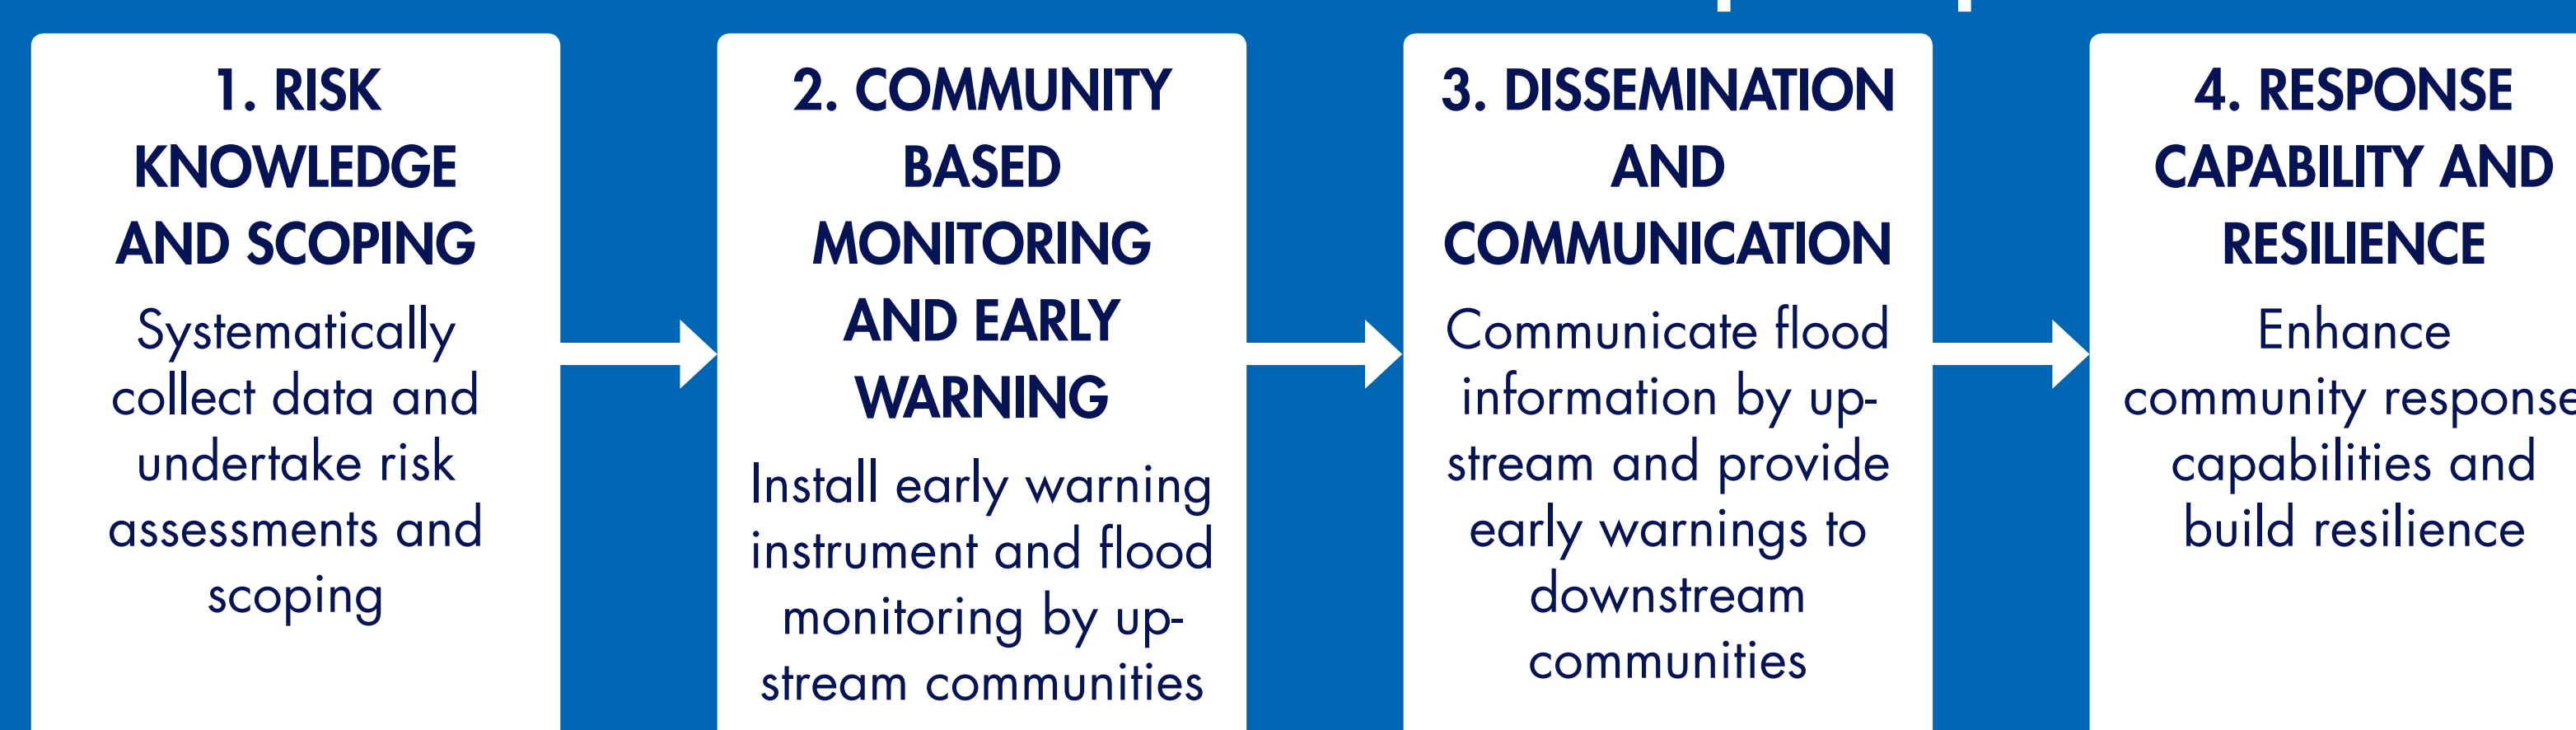 1. RISK
KNOWLEDGE
AND SCOPING
Systematically
collect data and
undertake risk
assessments and
scoping
2. COMMUNITY
BASED
MONITORING
AND EARLY
WARNING
Install early warning
instrument and flood
monitoring by up-
stream communities
3. DISSEMINATION
AND
COMMUNICATION
Communicate flood
information by up-
stream and provide
early warnings to
downstream
communities
4. RESPONSE
CAPABILITY AND
RESILIENCE
Enhance
community response
capabilities and
build resilience